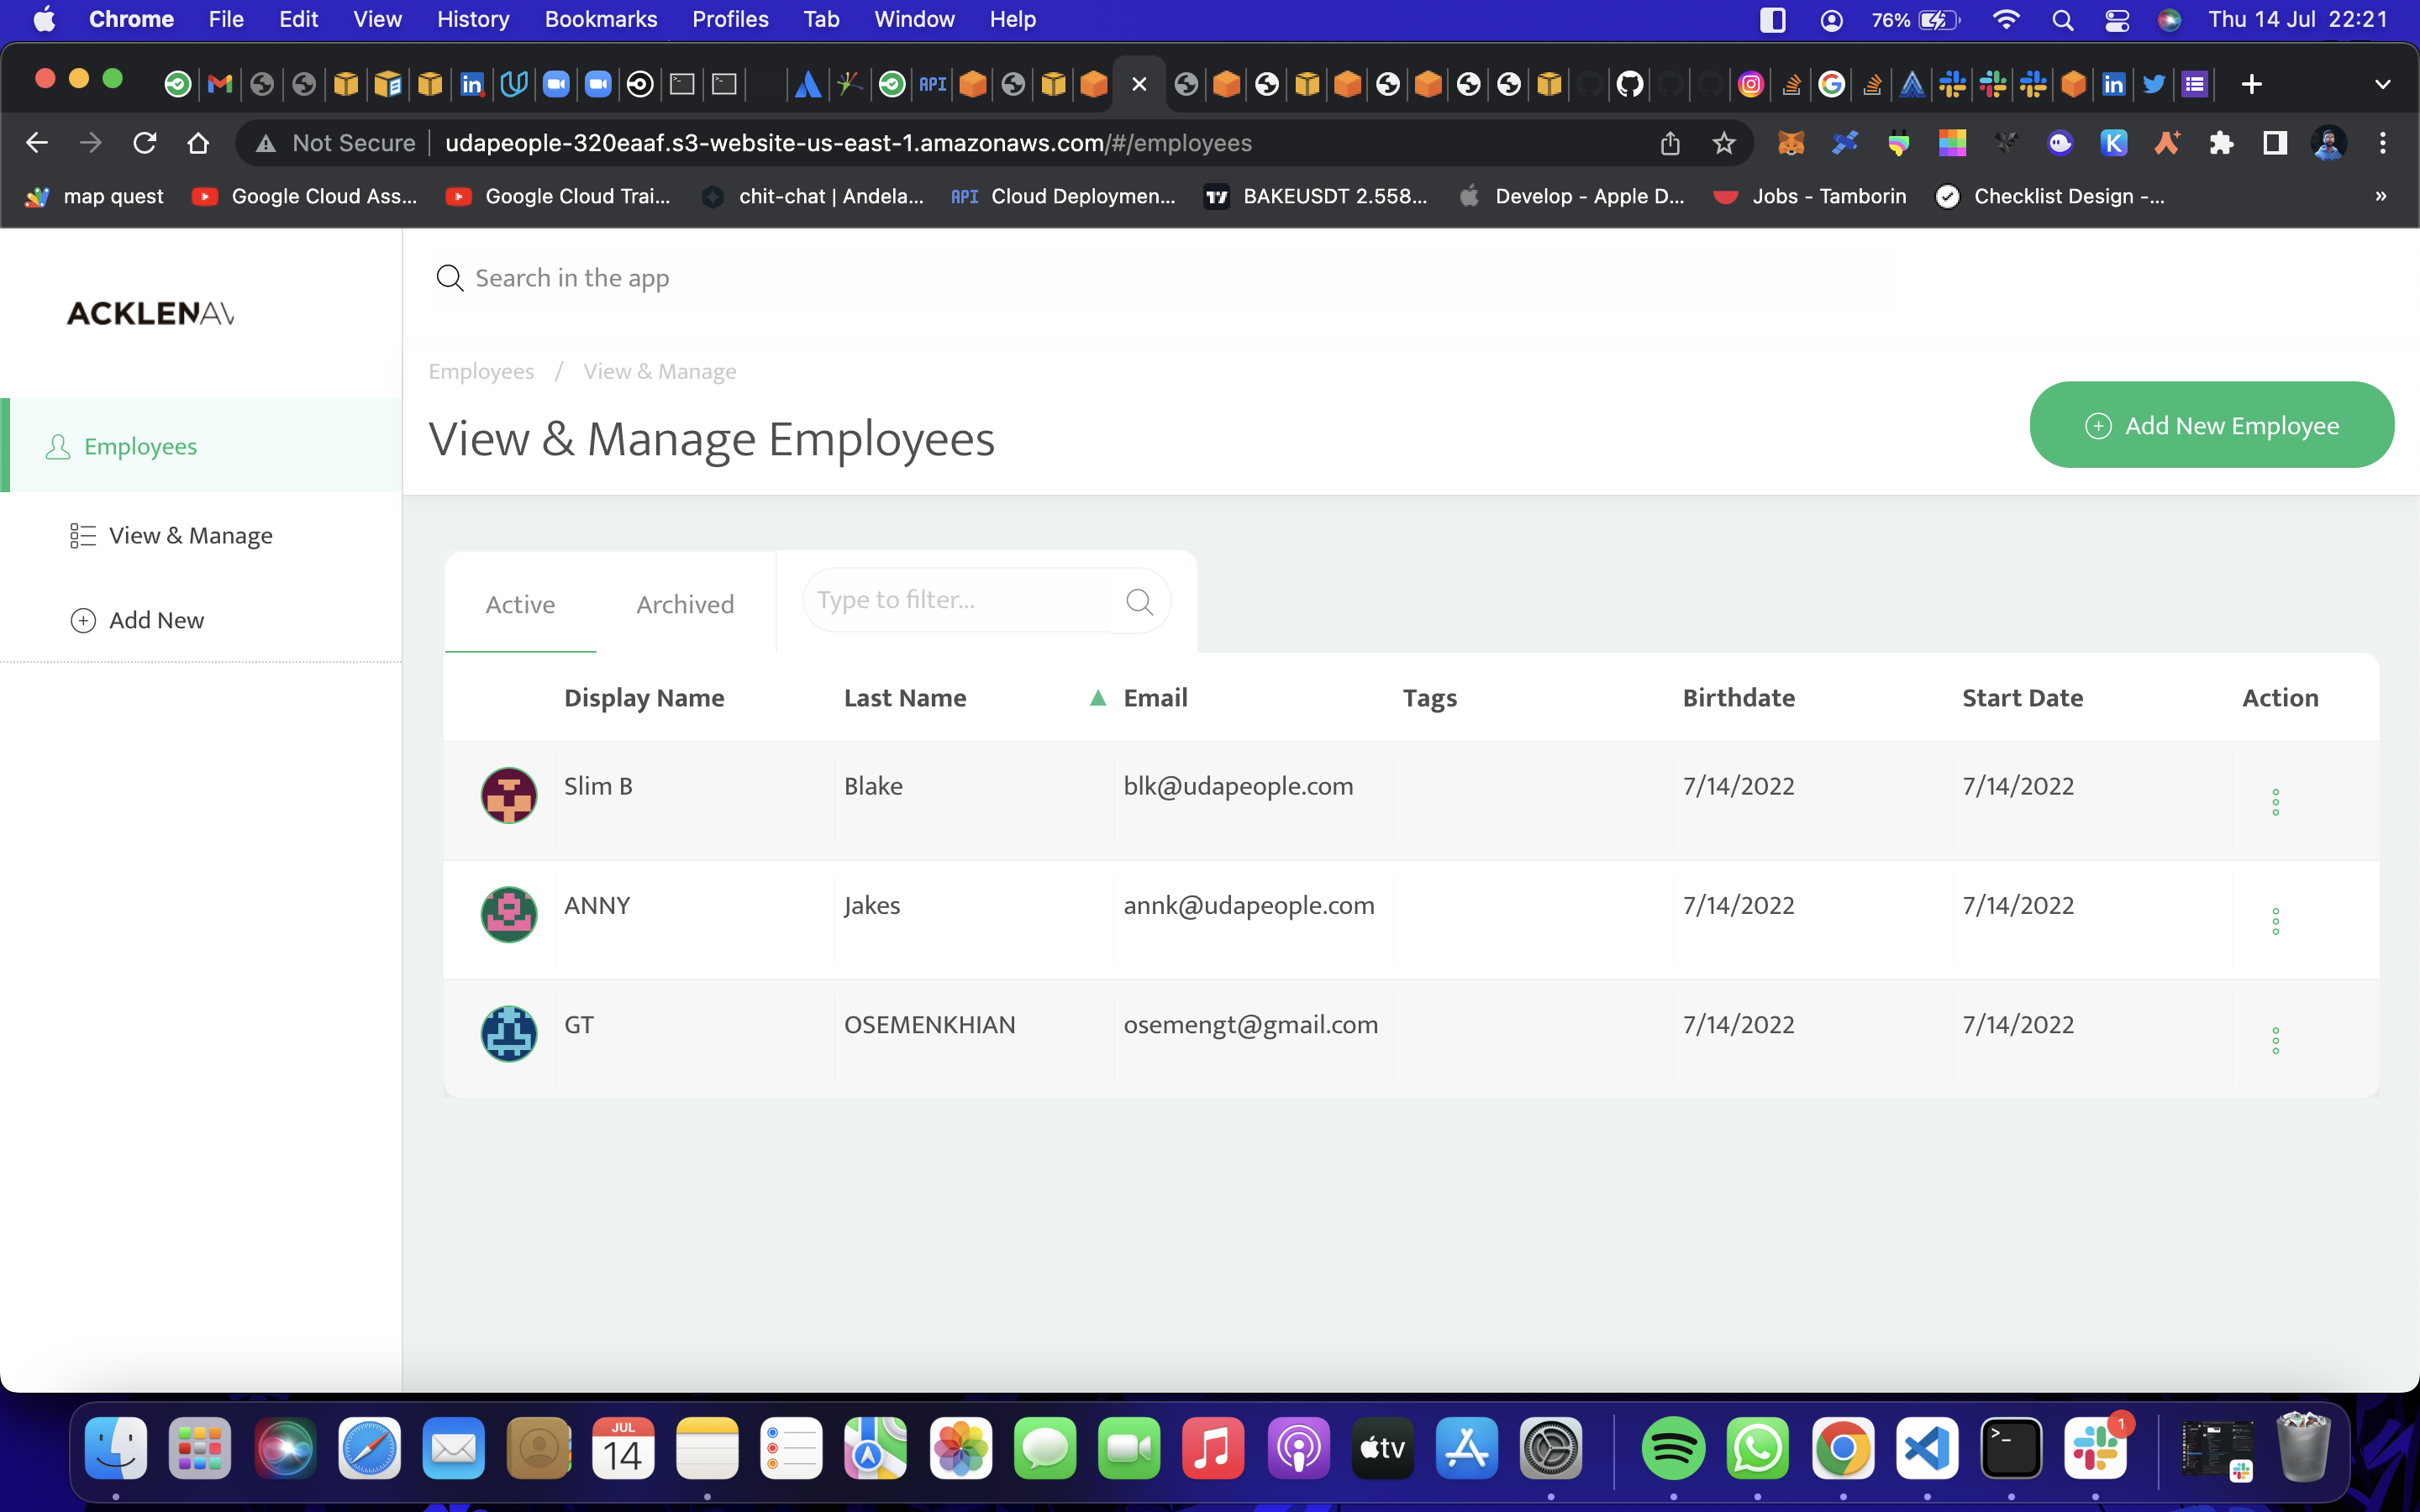 Chrome File Edit View History Bookmarks Profiles Tab Window Help 76% Thu 14 Jul 22:21
in API in
Not Secure udapeople-320eaaf.s3-website-us-east-1.amazonaws.com/#/employees K
map quest Google Cloud Ass... Google Cloud Trai... chit-chat | Andela... API Cloud Deploymen... BAKEUSDT 2.558... Develop - Apple D... Jobs - Tamborin Checklist Design -... »
ACKLENAV
Search in the app
Employees / View & Manage
View & Manage Employees
Add New Employee
Employees
View & Manage
Add New
Active Archived Type to filter...
Display Name Last Name Email Tags Birthdate Start Date Action
Slim B Blake blk@udapeople.com 7/14/2022 7/14/2022
ANNY Jakes annk@udapeople.com 7/14/2022 7/14/2022
GT OSEMENKHIAN osemengt@gmail.com 7/14/2022 7/14/2022
JUL
14
tv
1